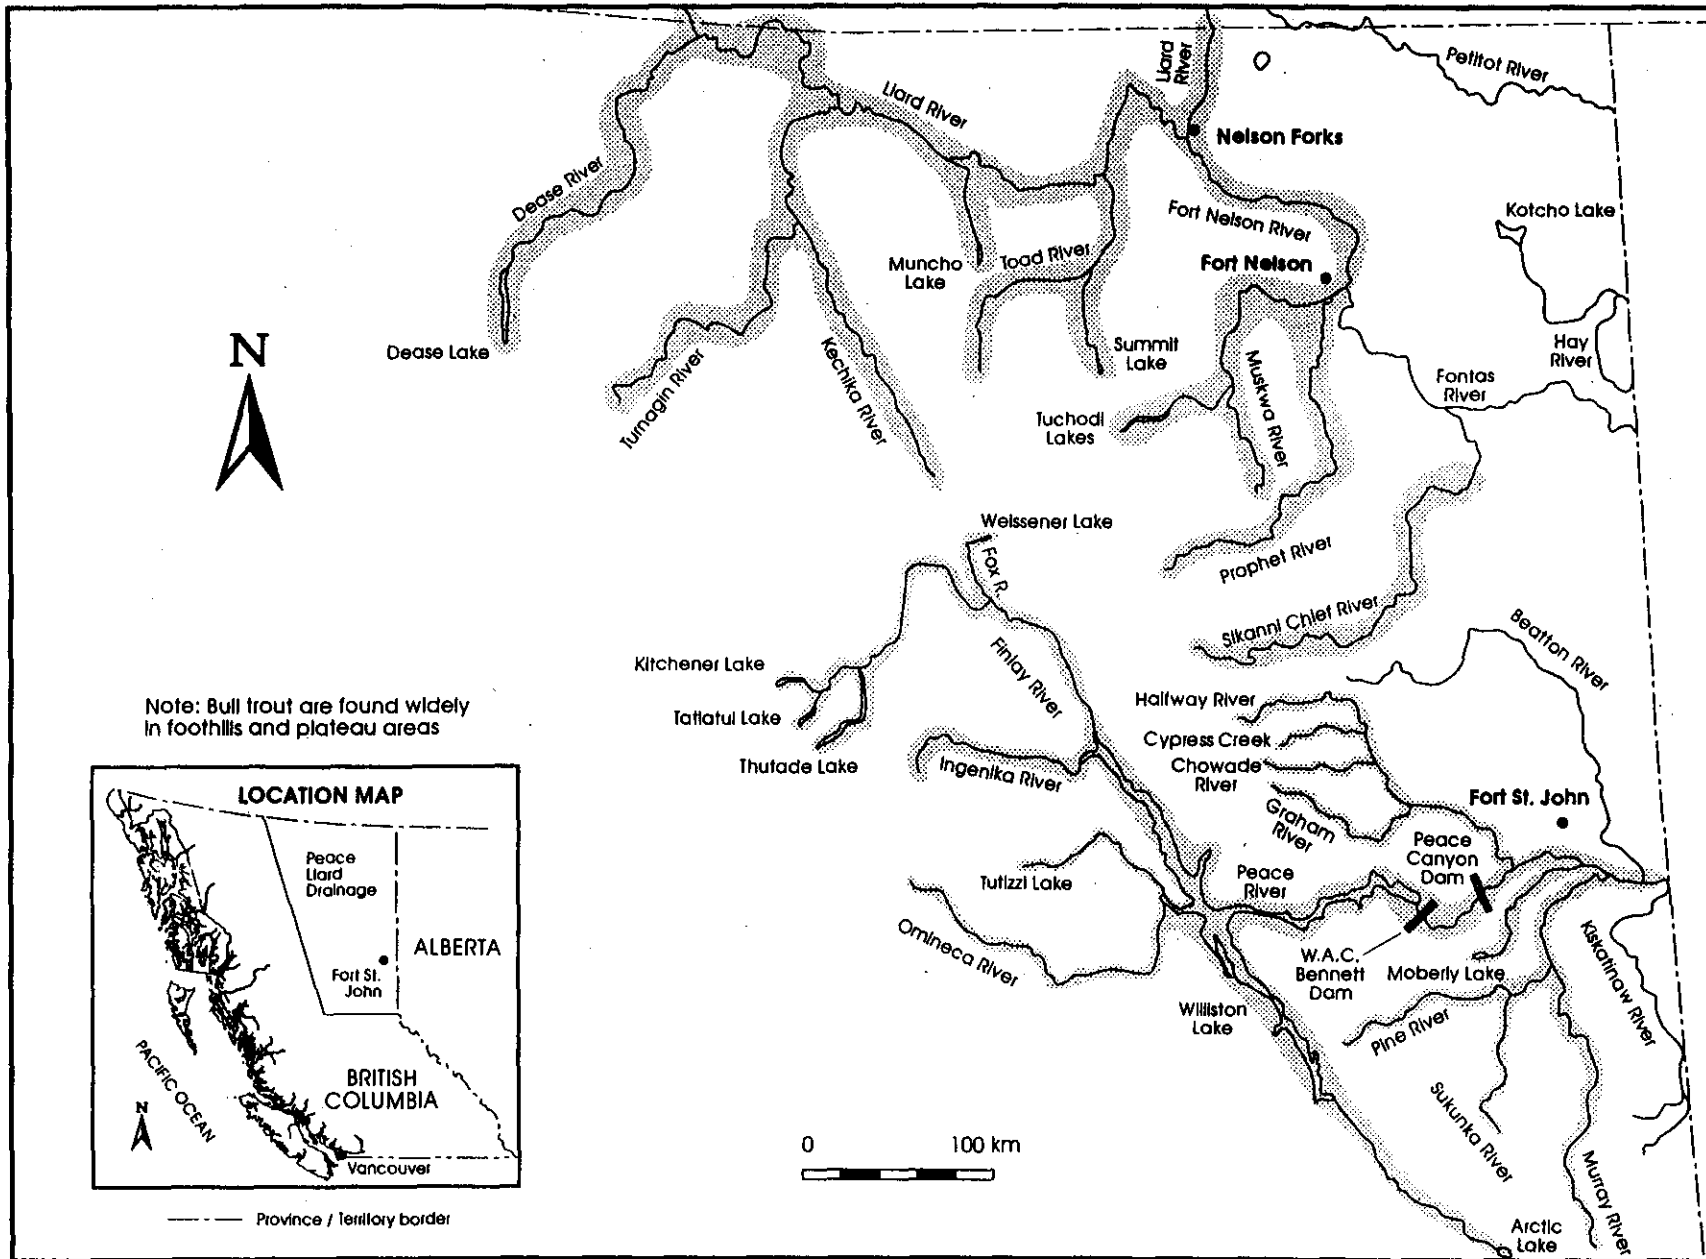 Liard
River
Petitot River
Liard River
Nelson Forks
Dease River
Fort Nelson River
Kotcho Lake
Muncho
Lake
Toad River
Fort Nelson
Dease Lake
N
Turnagin River
Kechika River
Summit
Lake
Muskwa River
Hay
River
Fontas
River
Tuchodi
Lakes
Weissener Lake
Fox R.
Prophet River
Sikanni Chief River
Beatton River
Kitchener Lake
Finlay River
Tatlatui Lake
Thutade Lake
Halfway River
Cypress Creek
Chowade
River
Ingenika River
Graham
River
Fort St. John
Peace
Canyon
Dam
Tutizzi Lake
Peace
River
Omineca River
W.A.C.
Bennett
Dam
Moberly Lake
Kiskatinaw River
Williston
Lake
Pine River
Sukunka River
Murray River
Arctic
Lake
Note: Bull trout are found widely
in foothills and plateau areas
LOCATION MAP
Peace
Liard
Drainage
ALBERTA
Fort St.
John
PACIFIC OCEAN
BRITISH
COLUMBIA
N
Vancouver
0 100 km
Province / Territory border